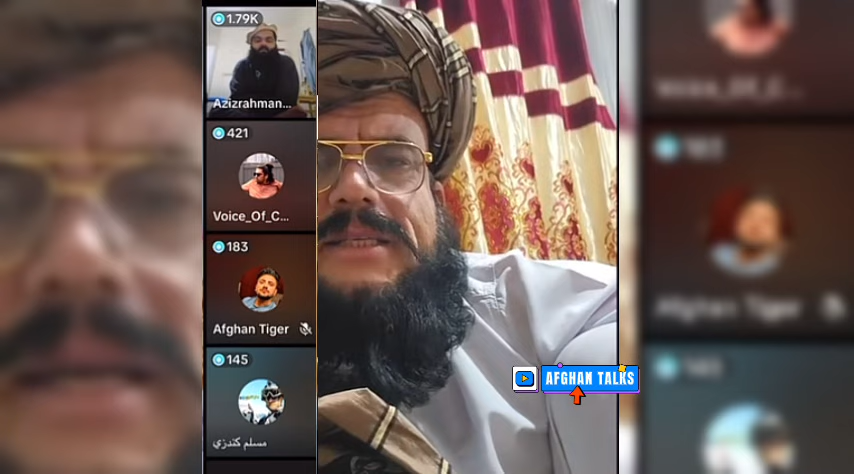 1.79K
Azizrahman...
421
Voice_Of_C...
183
Afghan Tiger
145
مسلم کندزي
AFGHAN TALKS